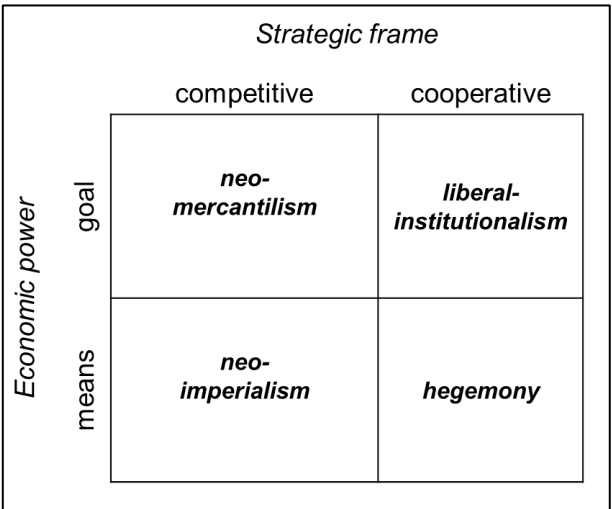 Strategic frame
competitive cooperative
Economic power
goal
neo-
mercantilism
liberal-
institutionalism
means
neo-
imperialism
hegemony